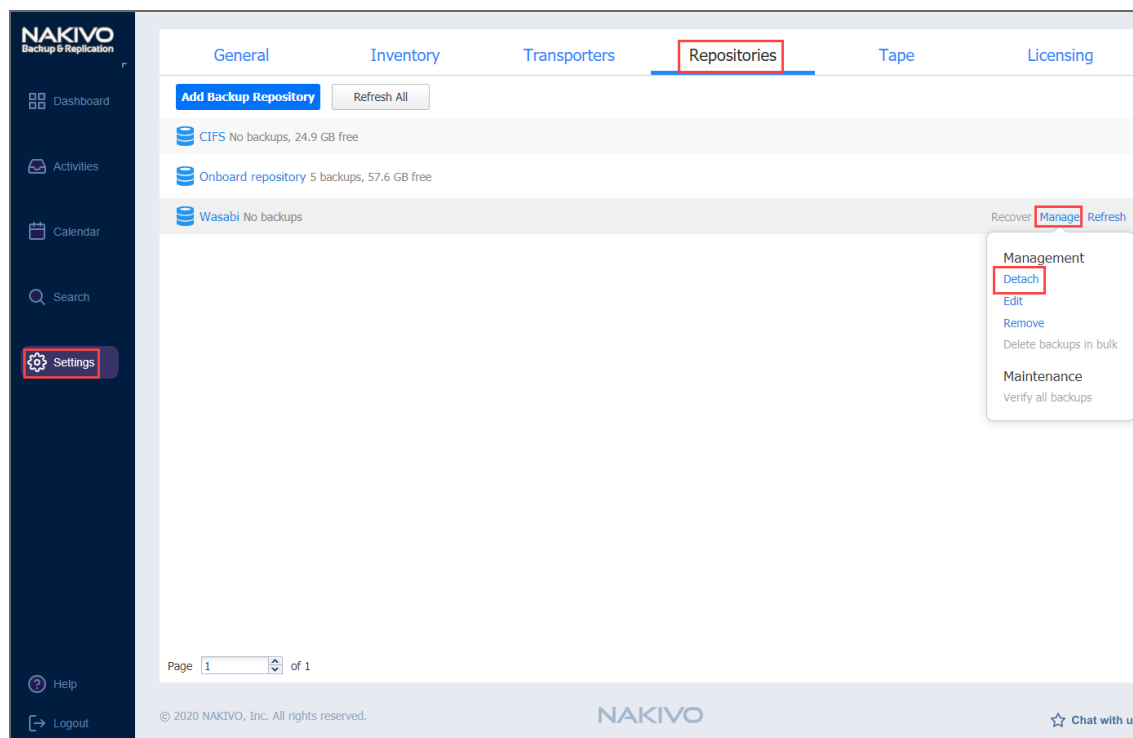 NAKIVO
Backup & Replication
Dashboard
Activities
Calendar
Search
Settings
Help
Logout
General Inventory Transporters Repositories Tape Licensing
Add Backup Repository Refresh All
CIFS No backups, 24.9 GB free
Onboard repository 5 backups, 57.6 GB free
Wasabi No backups Recover Manage Refresh
Management
Detach
Edit
Remove
Delete backups in bulk
Maintenance
Verify all backups
Page 1 of 1
© 2020 NAKIVO, Inc. All rights reserved. NAKIVO Chat with u